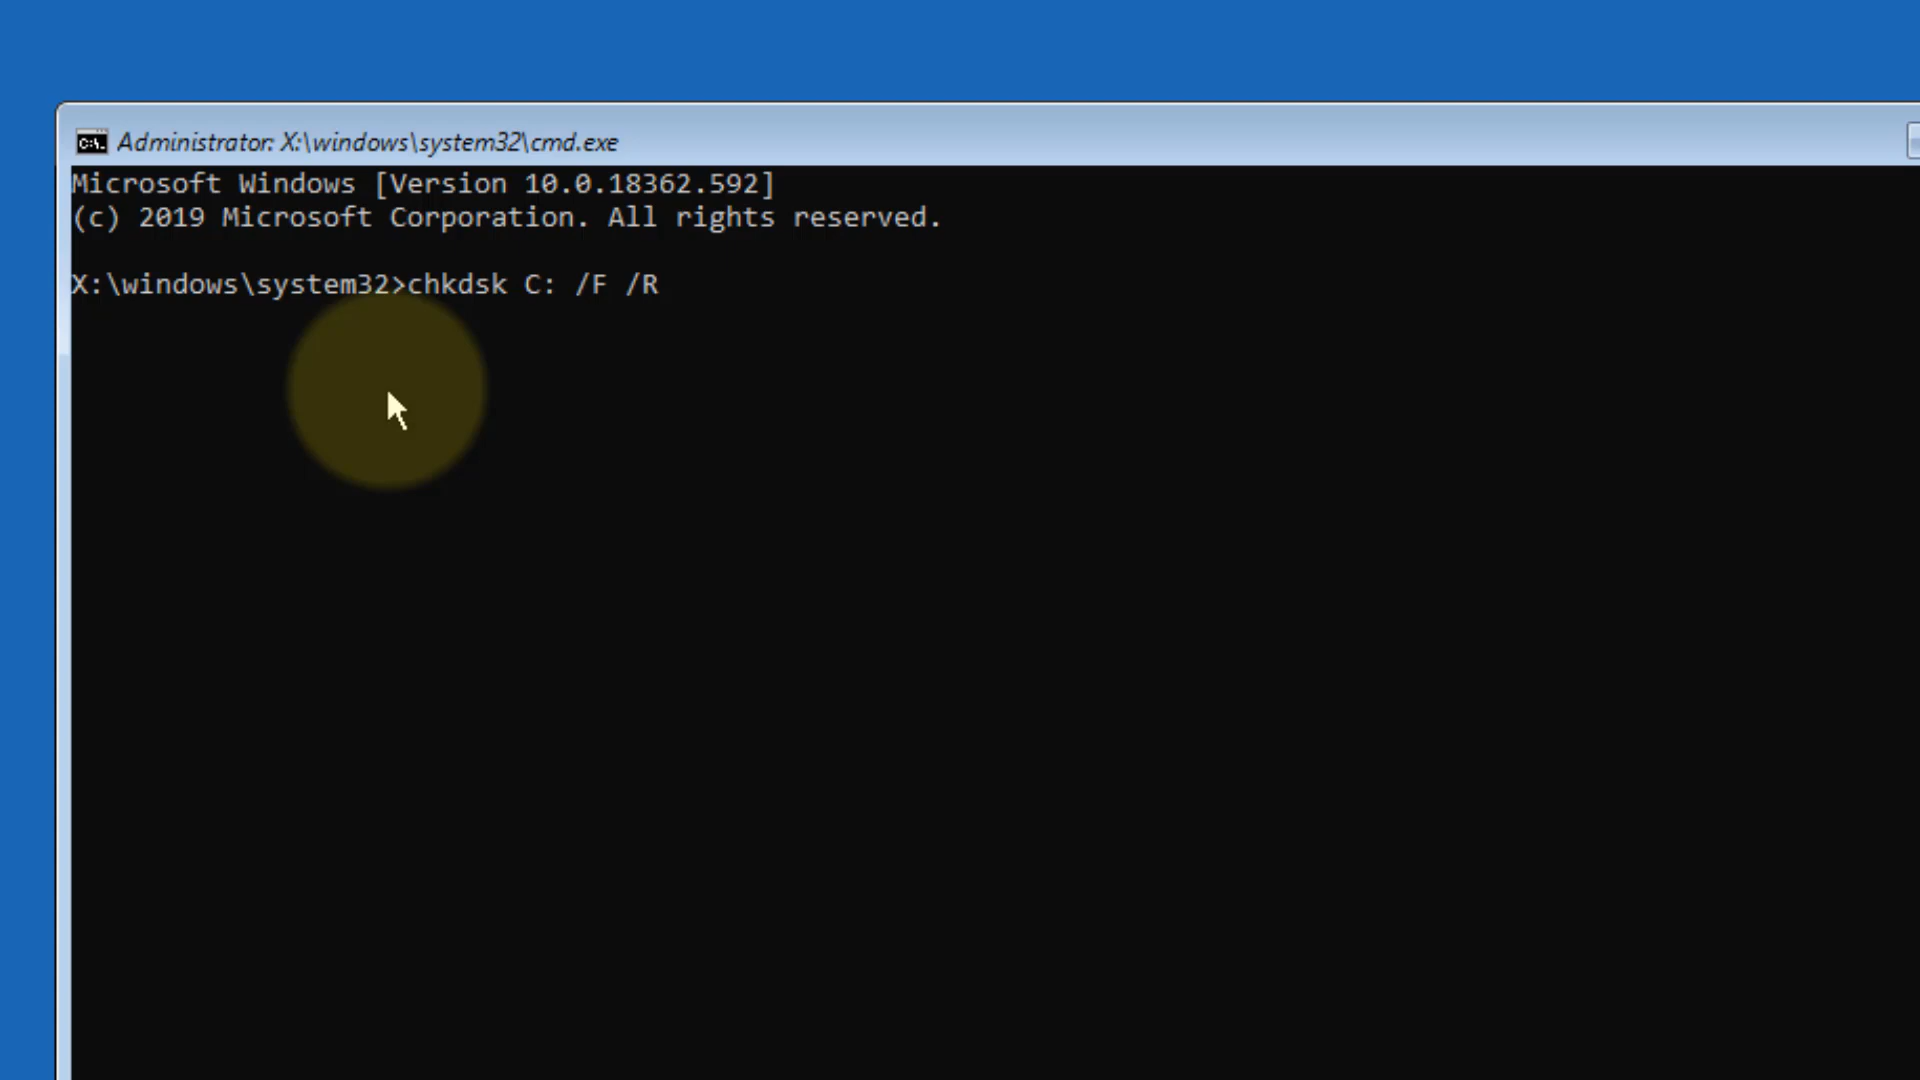 Administrator: X:\windows\system32\cmd.exe
Microsoft Windows [Version 10.0.18362.592]
(c) 2019 Microsoft Corporation. All rights reserved.
X:\windows\system32>chkdsk C: /F /R